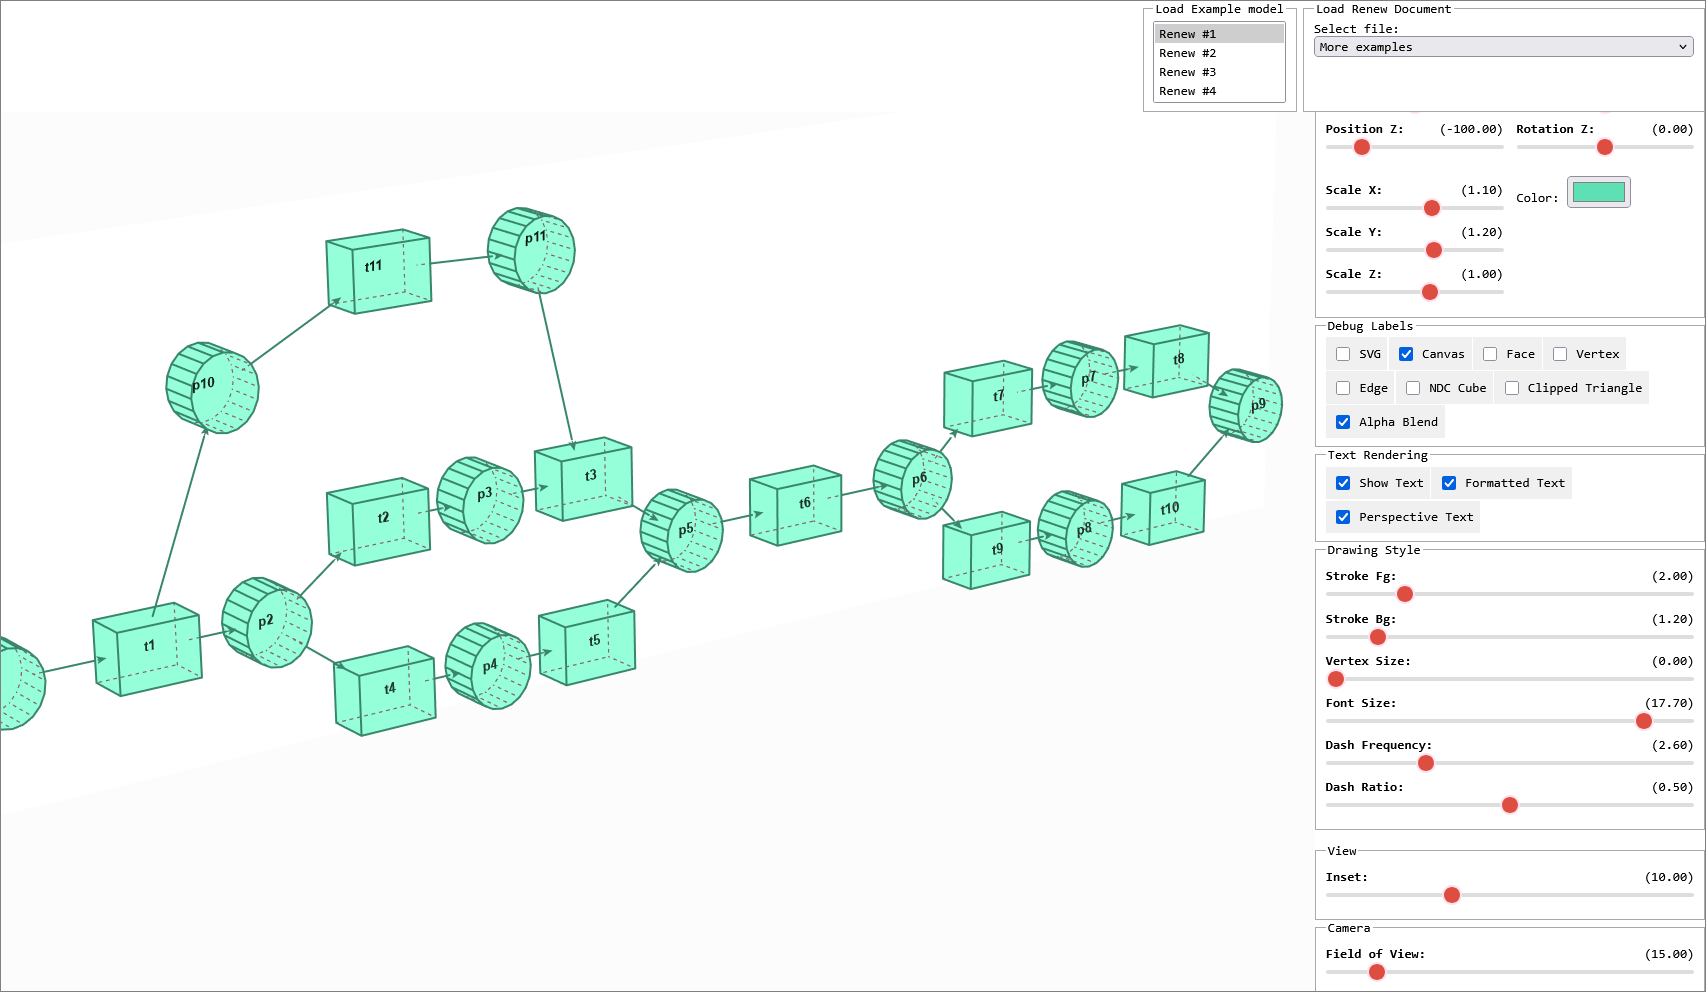 Load Example model
Renew #1
Renew #2
Renew #3
Renew #4
Load Renew Document
Select file:
More examples
Position Z: (-100.00) Rotation Z: (0.00)
Scale X: (1.10) Color:
Scale Y: (1.20)
Scale Z: (1.00)
Debug Labels
SVG Canvas Face Vertex
Edge NDC Cube Clipped Triangle
Alpha Blend
Text Rendering
Show Text Formatted Text
Perspective Text
Drawing Style
Stroke Fg: (2.00)
Stroke Bg: (1.20)
Vertex Size: (0.00)
Font Size: (17.70)
Dash Frequency: (2.60)
Dash Ratio: (0.50)
View
Inset: (10.00)
Camera
Field of View: (15.00)
t11
p11
p10
t8
p7
t7
p9
t3
p3
t2
p6
t6
p5
t10
p8
t9
p2
t1
t5
p4
t4